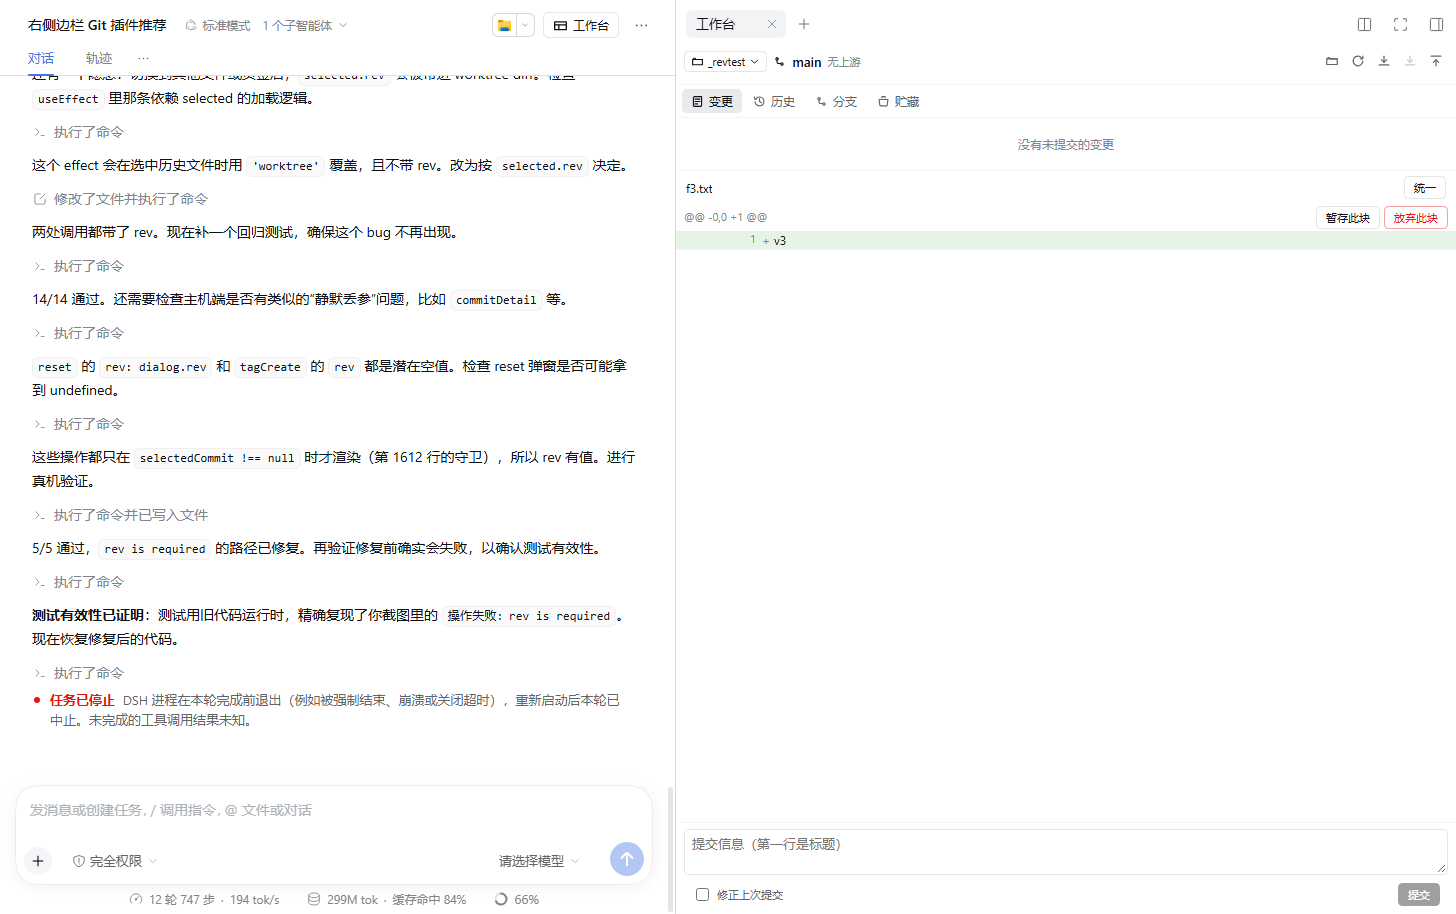 右侧边栏 Git 插件推荐
标准模式
1 个子智能体
工作台
对话
轨迹
useEffect 里那条依赖 selected 的加载逻辑。
执行了命令
这个 effect 会在选中历史文件时用 'worktree' 覆盖，且不带 rev。改为按 selected.rev 决定。
修改了文件并执行了命令
两处调用都带了 rev。现在补一个回归测试，确保这个 bug 不再出现。
执行了命令
14/14 通过。还需要检查主机端是否有类似的"静默丢参"问题，比如 commitDetail 等。
执行了命令
reset 的 rev: dialog.rev 和 tagCreate 的 rev 都是潜在空值。检查 reset 弹窗是否可能拿
到 undefined。
执行了命令
这些操作都只在 selectedCommit !== null 时才渲染（第 1612 行的守卫），所以 rev 有值。进行
真机验证。
执行了命令并已写入文件
5/5 通过，rev is required 的路径已修复。再验证修复前确实会失败，以确认测试有效性。
执行了命令
测试有效性已证明：测试用旧代码运行时，精确复现了你截图里的 操作失败: rev is required 。
现在恢复修复后的代码。
执行了命令
任务已停止 DSH 进程在本轮完成前退出（例如被强制结束、崩溃或关闭超时），重新启动后本轮已
中止。未完成的工具调用结果未知。
发消息或创建任务, / 调用指令, @ 文件或对话
完全权限
请选择模型
12 轮 747 步 · 194 tok/s
299M tok · 缓存命中 84%
66%
工作台
_revtest
main 无上游
变更
历史
分支
贮藏
没有未提交的变更
f3.txt
统一
@@ -0,0 +1 @@
暂存此块
放弃此块
1 + v3
提交信息（第一行是标题）
修正上次提交
提交